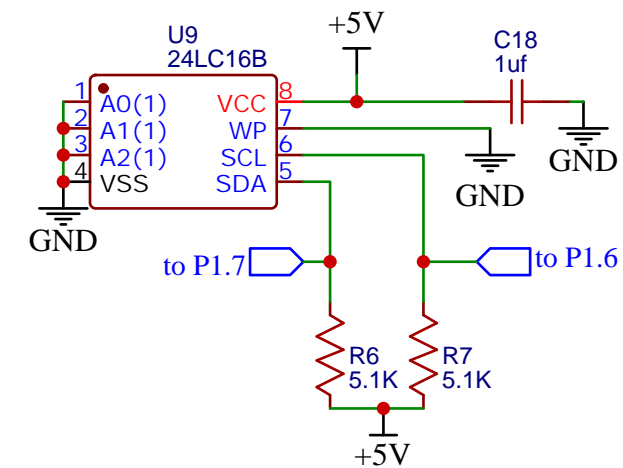 +5V
U9
24LC16B
C18
1uf
1 A0(1) VCC 8
2 A1(1) WP 7
3 A2(1) SCL 6
4 VSS SDA 5
GND
GND
GND
to P1.7
to P1.6
R6
5.1K
R7
5.1K
+5V